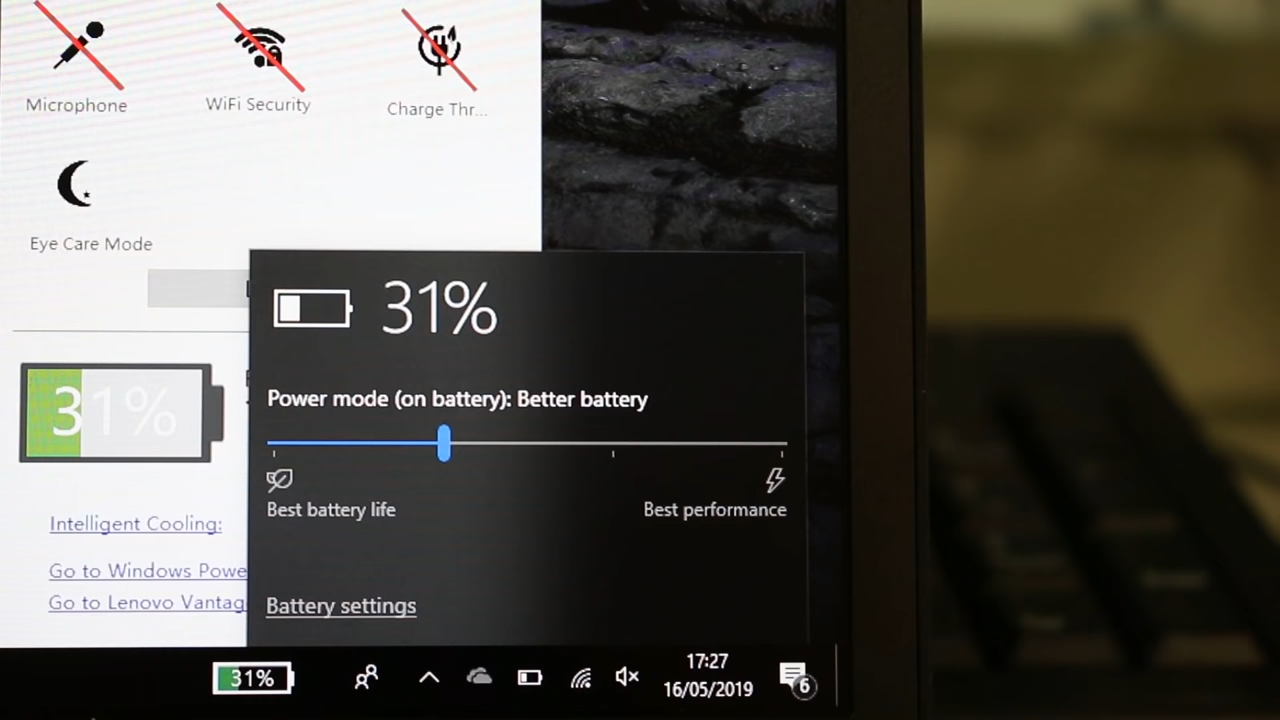 Microphone
WiFi Security
Charge Thr...
Eye Care Mode
31%
Power mode (on battery): Better battery
31%
Best battery life
Best performance
Intelligent Cooling:
Go to Windows Powe
Go to Lenovo Vantag
Battery settings
31%
17:27
16/05/2019
6